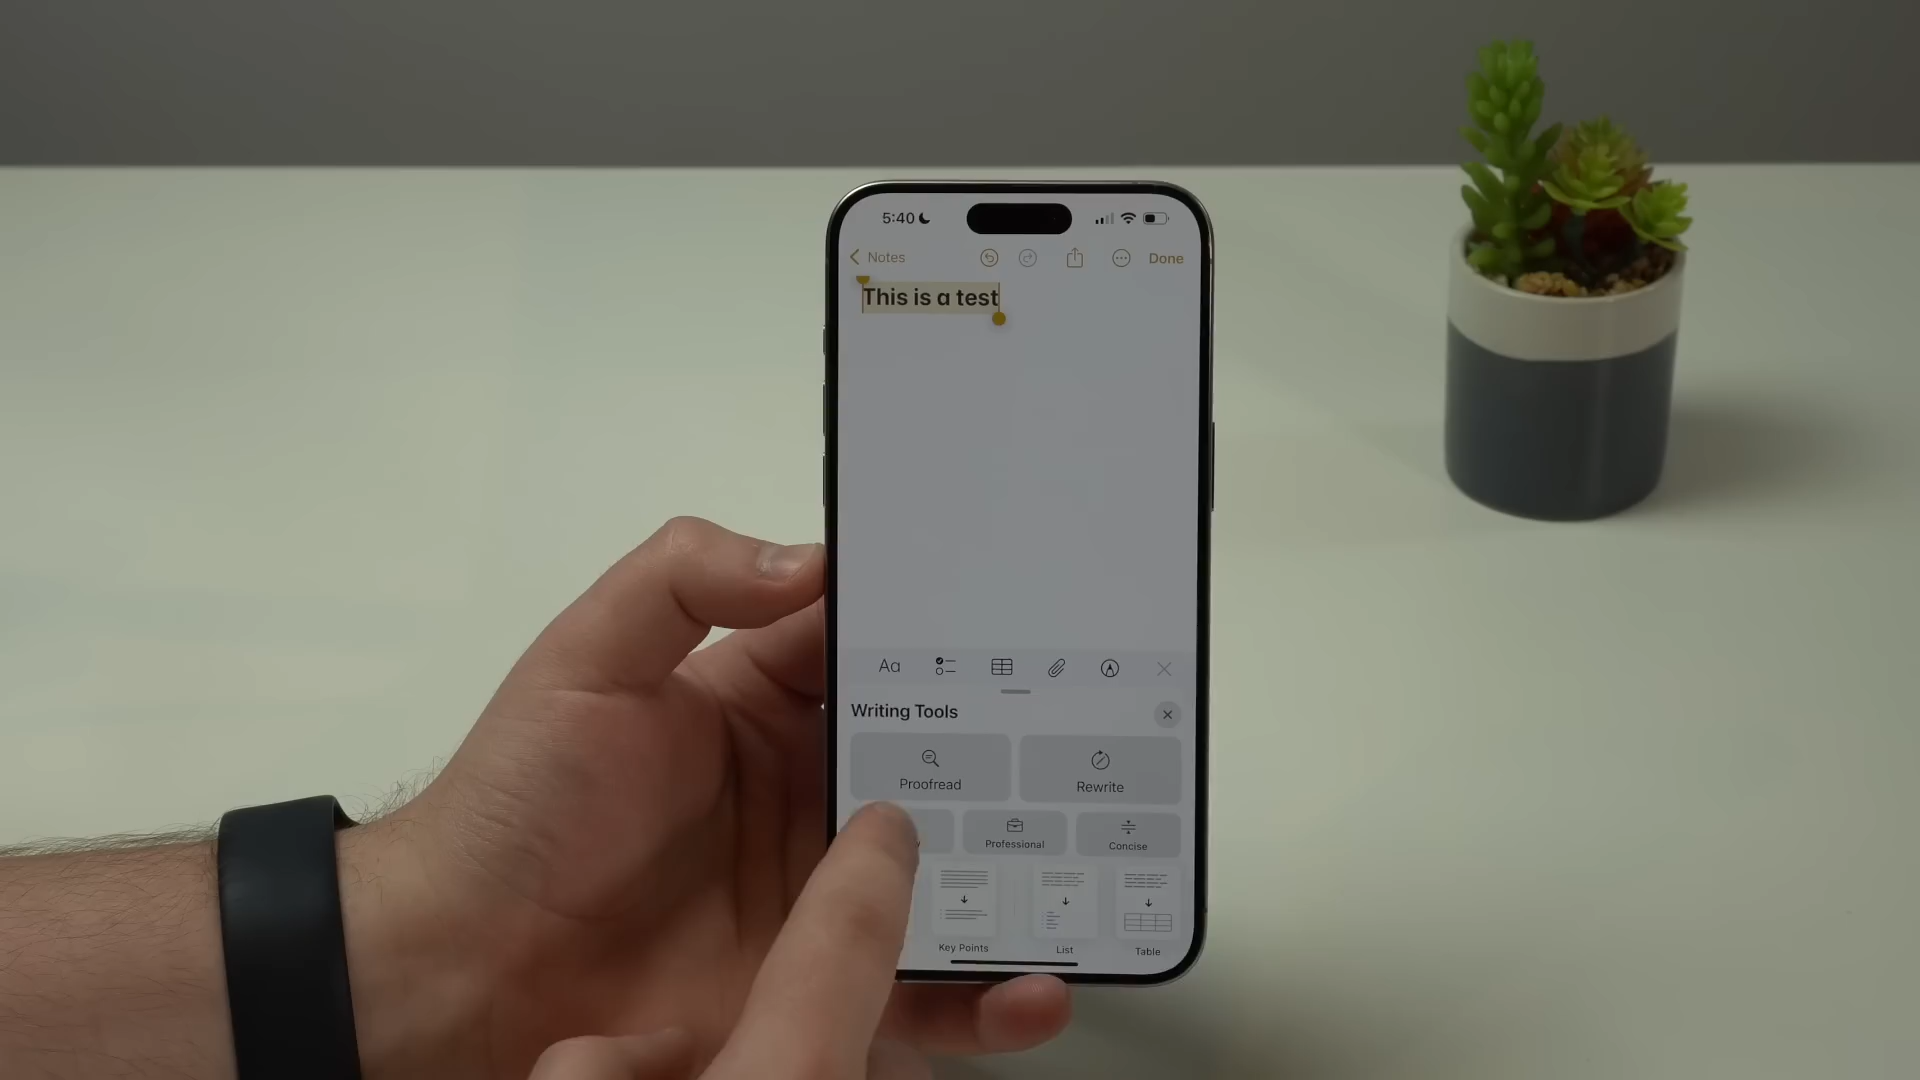 5:40
Notes
Done
This is a test
Aa
Writing Tools
Proofread
Rewrite
Professional
Concise
Key Points
List
Table